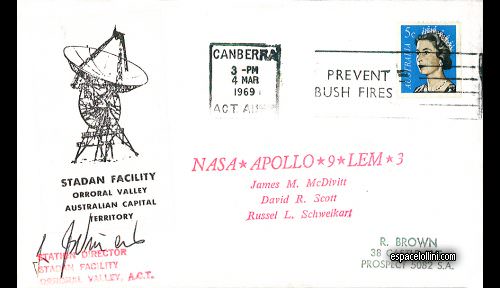 CANBERRA
3 - PM
4 MAR
1969
A.C.T.
PREVENT
BUSH FIRES
5c
AUSTRALIA
STADAN FACILITY
ORRORAL VALLEY
AUSTRALIAN CAPITAL
TERRITORY
STATION DIRECTOR
STADAN FACILITY
ORRORAL VALLEY, A.C.T.
NASA★APOLLO★9★LEM★3
James M. McDivitt
David R. Scott
Russel L. Schweikart
R. BROWN
38
PROSPECT 5082 S.A.
espacelollini.com